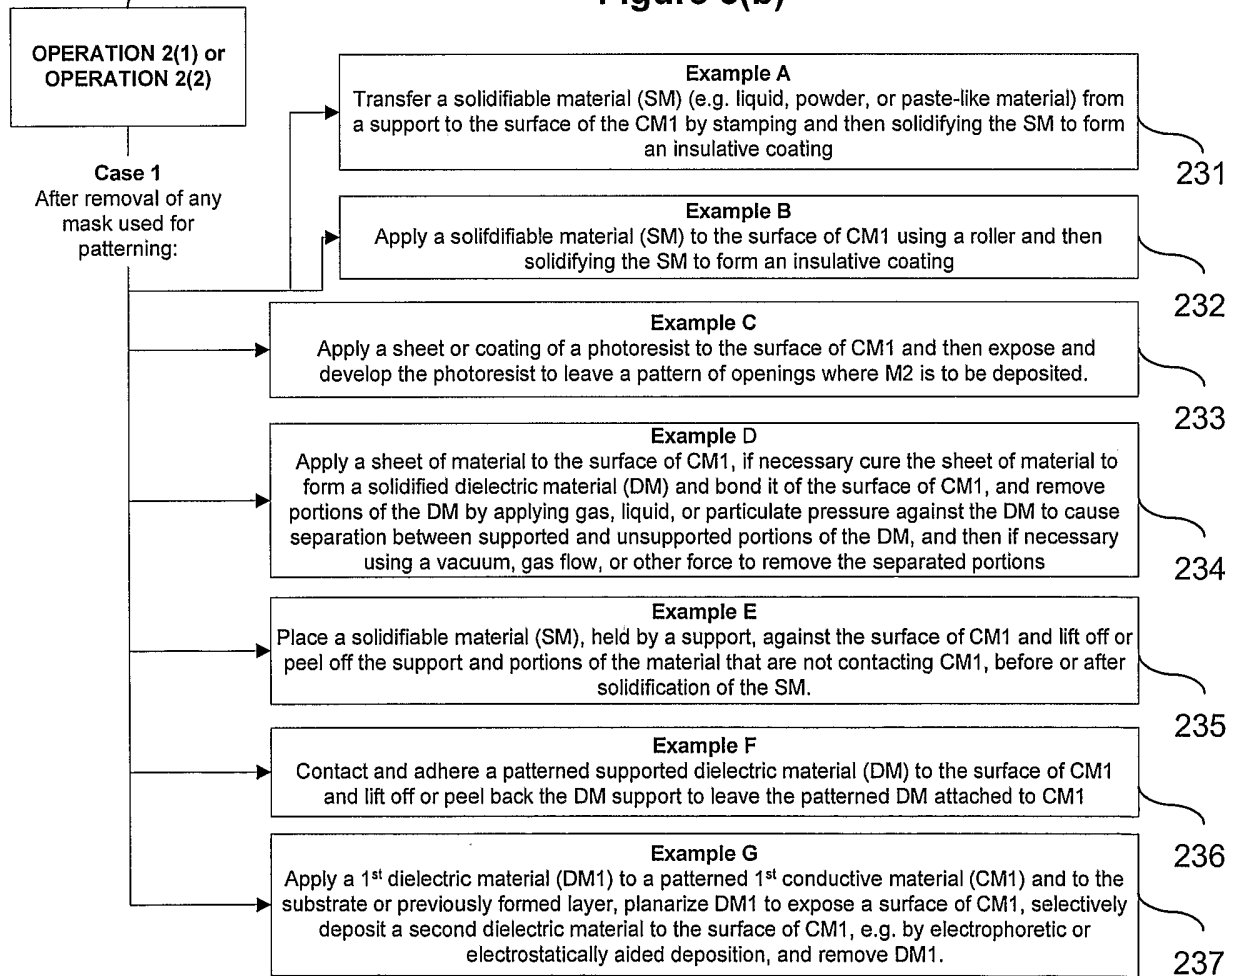 Figure
OPERATION 2(1) or
OPERATION 2(2)
Case 1
After removal of any
mask used for
patterning:
Example A
Transfer a solidifiable material (SM) (e.g. liquid, powder, or paste-like material) from
a support to the surface of the CM1 by stamping and then solidifying the SM to form
an insulative coating
231
Example B
Apply a solifdifiable material (SM) to the surface of CM1 using a roller and then
solidifying the SM to form an insulative coating
232
Example C
Apply a sheet or coating of a photoresist to the surface of CM1 and then expose and
develop the photoresist to leave a pattern of openings where M2 is to be deposited.
233
Example D
Apply a sheet of material to the surface of CM1, if necessary cure the sheet of material to
form a solidified dielectric material (DM) and bond it of the surface of CM1, and remove
portions of the DM by applying gas, liquid, or particulate pressure against the DM to cause
separation between supported and unsupported portions of the DM, and then if necessary
using a vacuum, gas flow, or other force to remove the separated portions
234
Example E
Place a solidifiable material (SM), held by a support, against the surface of CM1 and lift off or
peel off the support and portions of the material that are not contacting CM1, before or after
solidification of the SM.
235
Example F
Contact and adhere a patterned supported dielectric material (DM) to the surface of CM1
and lift off or peel back the DM support to leave the patterned DM attached to CM1
236
Example G
Apply a 1st dielectric material (DM1) to a patterned 1st conductive material (CM1) and to the
substrate or previously formed layer, planarize DM1 to expose a surface of CM1, selectively
deposit a second dielectric material to the surface of CM1, e.g. by electrophoretic or
electrostatically aided deposition, and remove DM1.
237